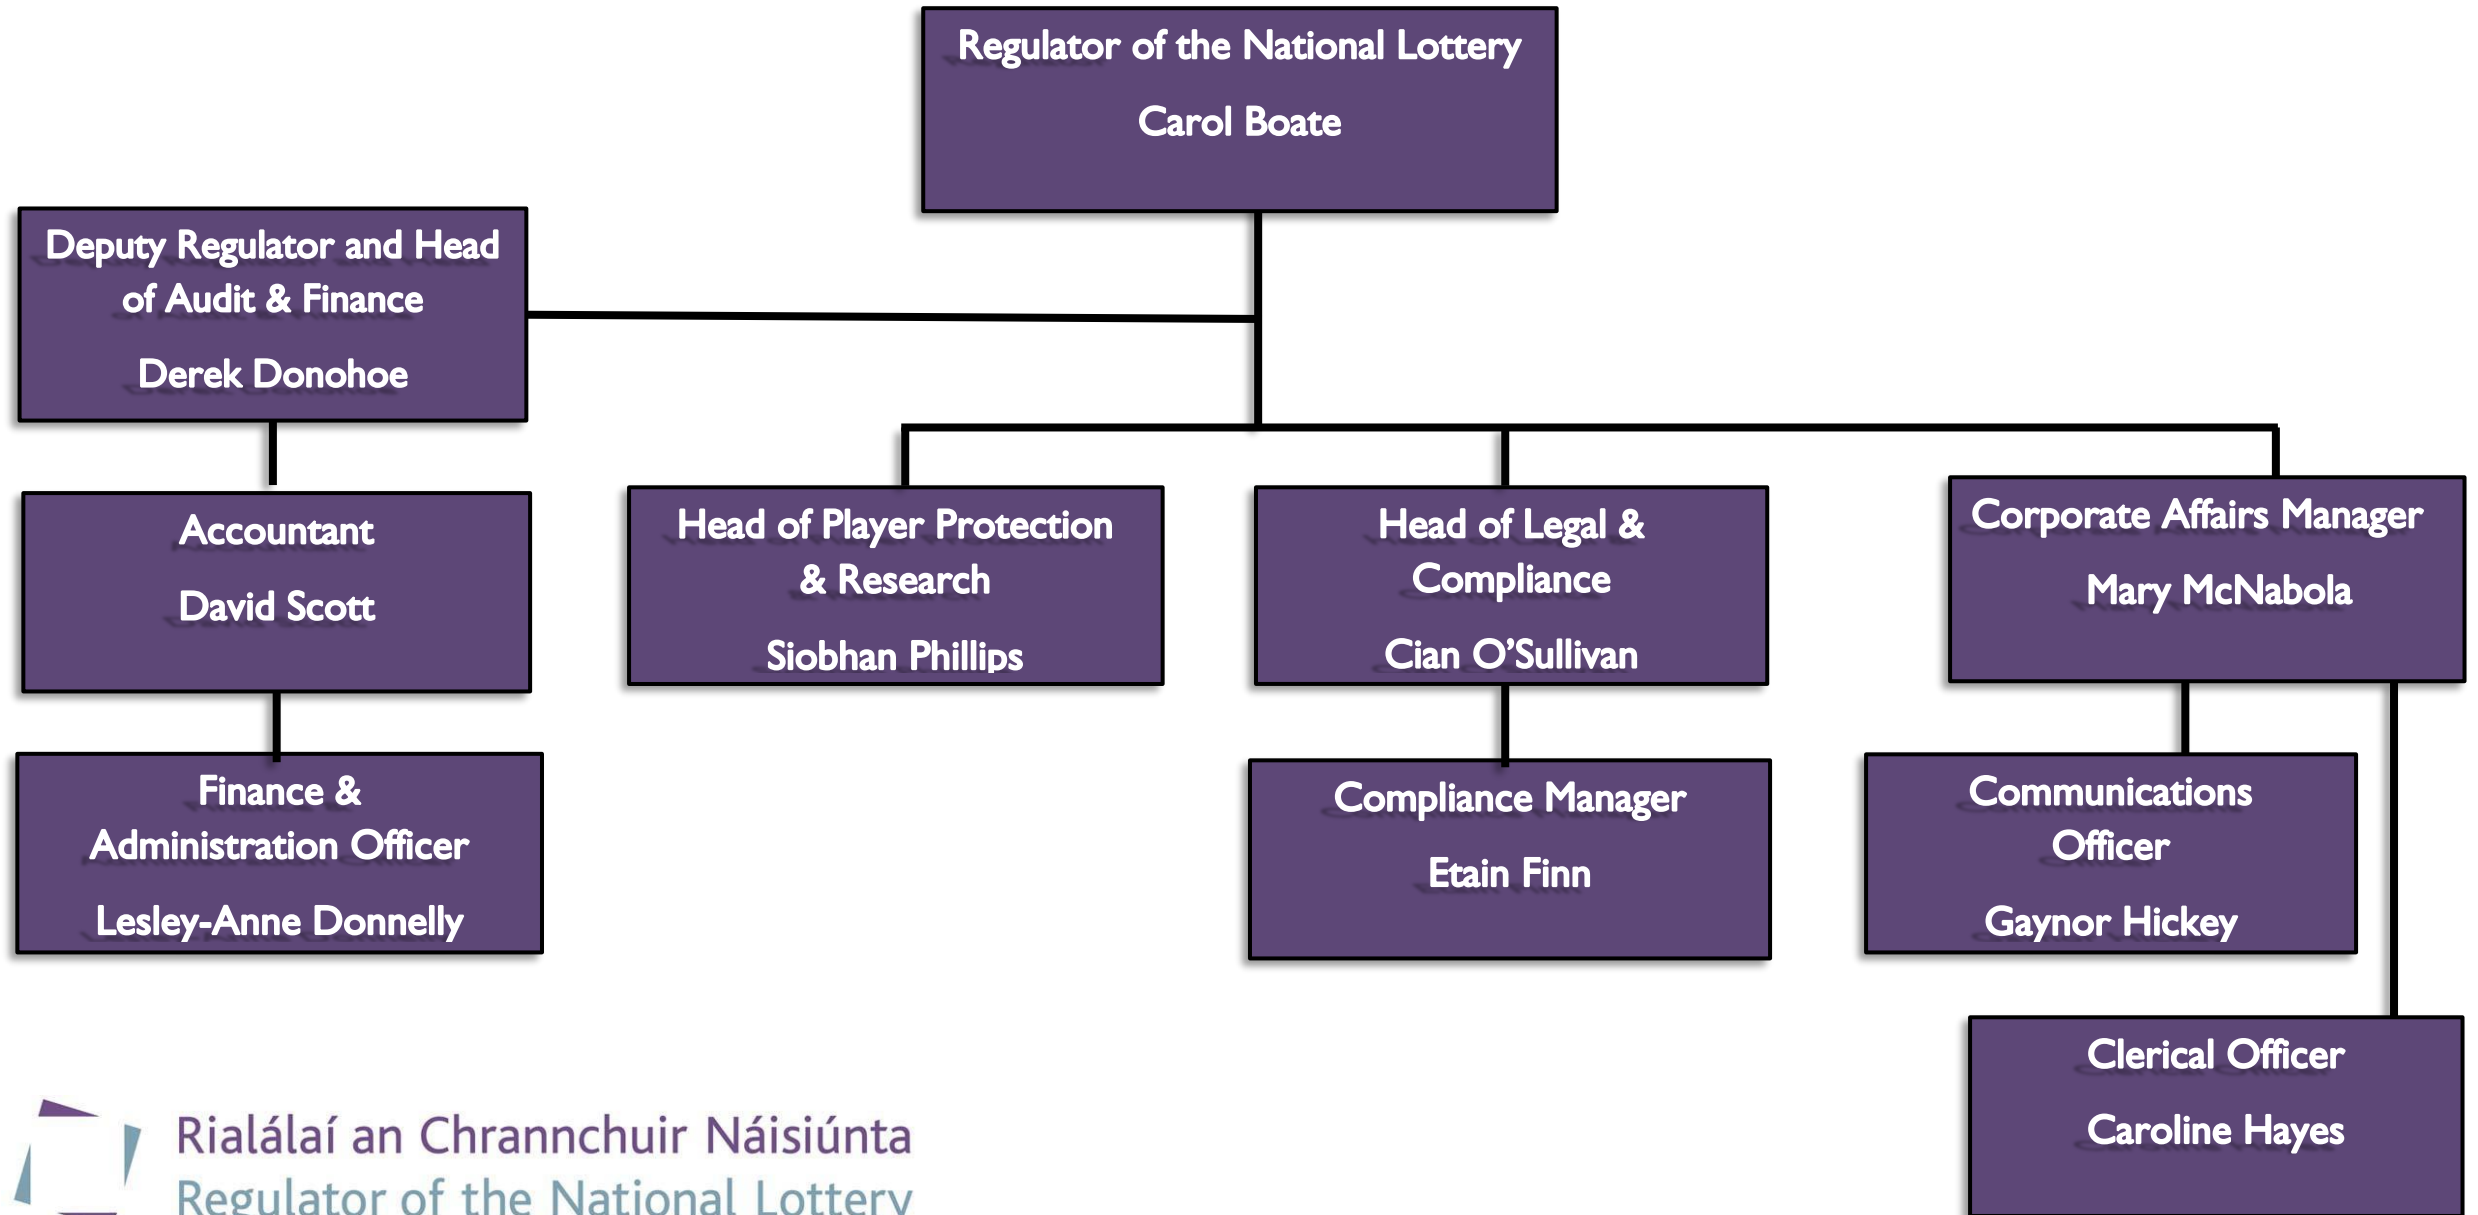 Regulator of the National Lottery
Carol Boate
Deputy Regulator and Head
of Audit & Finance
Derek Donohoe
Accountant
David Scott
Head of Player Protection
& Research
Siobhan Phillips
Head of Legal &
Compliance
Cian O’Sullivan
Corporate Affairs Manager
Mary McNabola
Finance &
Administration Officer
Lesley-Anne Donnelly
Compliance Manager
Etain Finn
Communications
Officer
Gaynor Hickey
Clerical Officer
Caroline Hayes
Rialálaí an Chrannchuir Náisiúnta
Regulator of the National Lottery